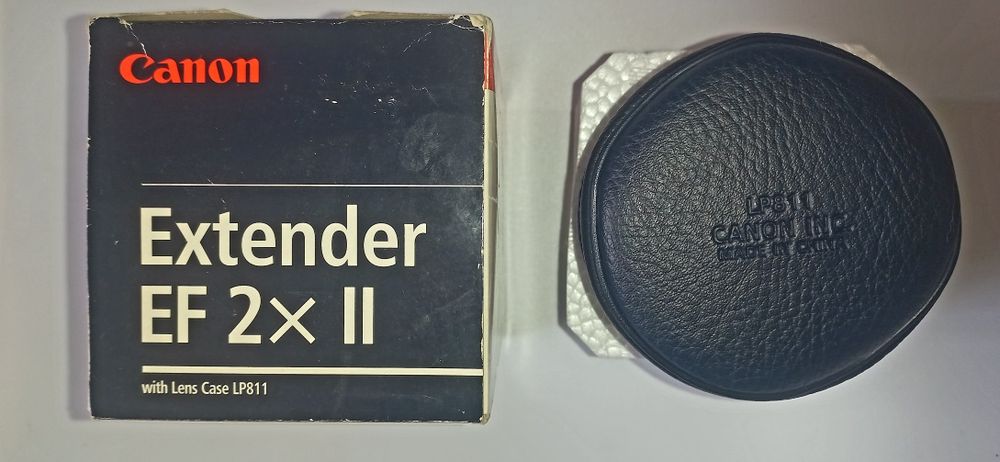 Canon
Extender
EF 2× II
with Lens Case LP811
LP811
CANON INC.
MADE IN CHINA